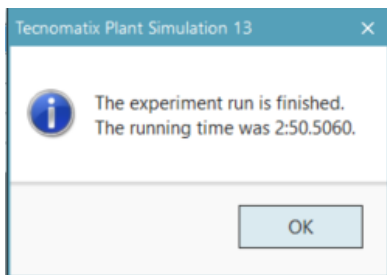 Tecnomatix Plant Simulation 13
The experiment run is finished.
The running time was 2:50.5060.
OK